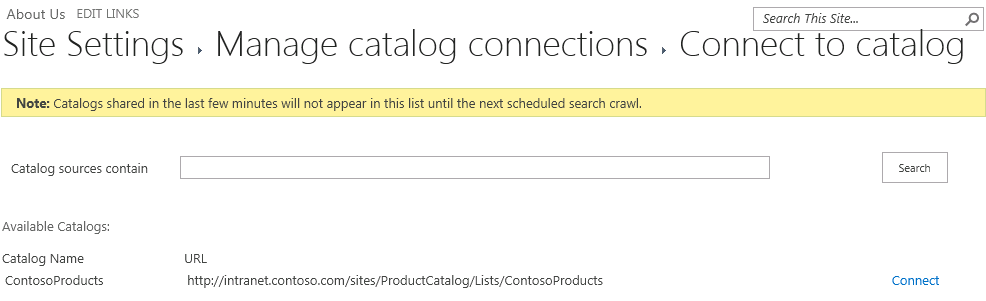 About Us EDIT LINKS
Search This Site...
Site Settings ▸ Manage catalog connections ▸ Connect to catalog
Note: Catalogs shared in the last few minutes will not appear in this list until the next scheduled search crawl.
Catalog sources contain Search
Available Catalogs:
Catalog Name URL
ContosoProducts http://intranet.contoso.com/sites/ProductCatalog/Lists/ContosoProducts Connect